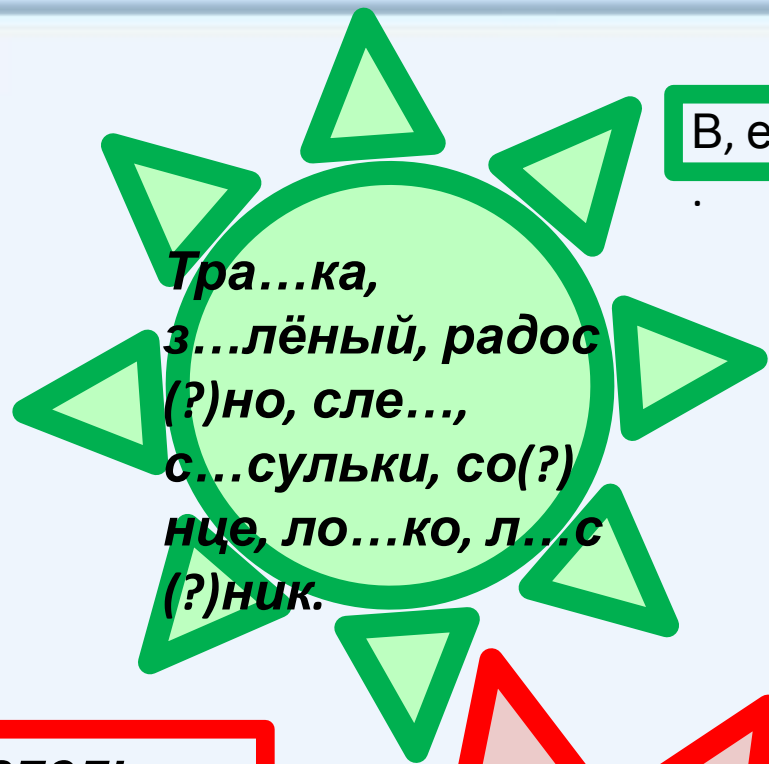 В, е
.
Тра…ка,
з…лёный, радос
(?)но, сле…,
с…сульки, со(?)
нце, ло…ко, л…с
(?)ник.